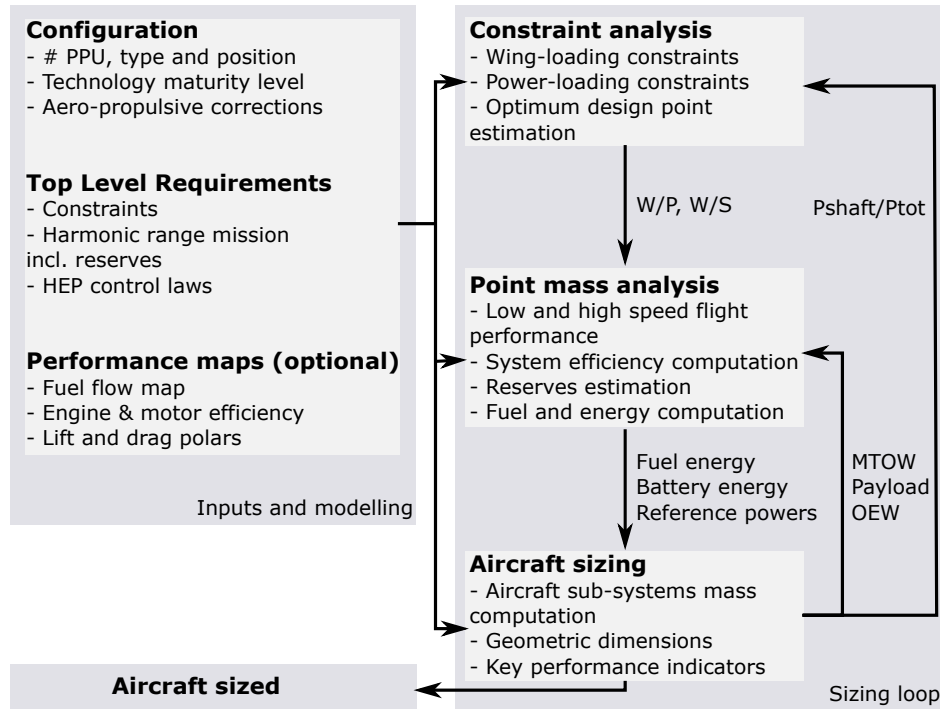 Configuration
- # PPU, type and position
- Technology maturity level
- Aero-propulsive corrections
Top Level Requirements
- Constraints
- Harmonic range mission
incl. reserves
- HEP control laws
Performance maps (optional)
- Fuel flow map
- Engine & motor efficiency
- Lift and drag polars
Inputs and modelling
Constraint analysis
- Wing-loading constraints
- Power-loading constraints
- Optimum design point
estimation
W/P, W/S
Pshaft/Ptot
Point mass analysis
- Low and high speed flight
performance
- System efficiency computation
- Reserves estimation
- Fuel and energy computation
Fuel energy
Battery energy
Reference powers
MTOW
Payload
OEW
Aircraft sizing
- Aircraft sub-systems mass
computation
- Geometric dimensions
- Key performance indicators
Sizing loop
Aircraft sized